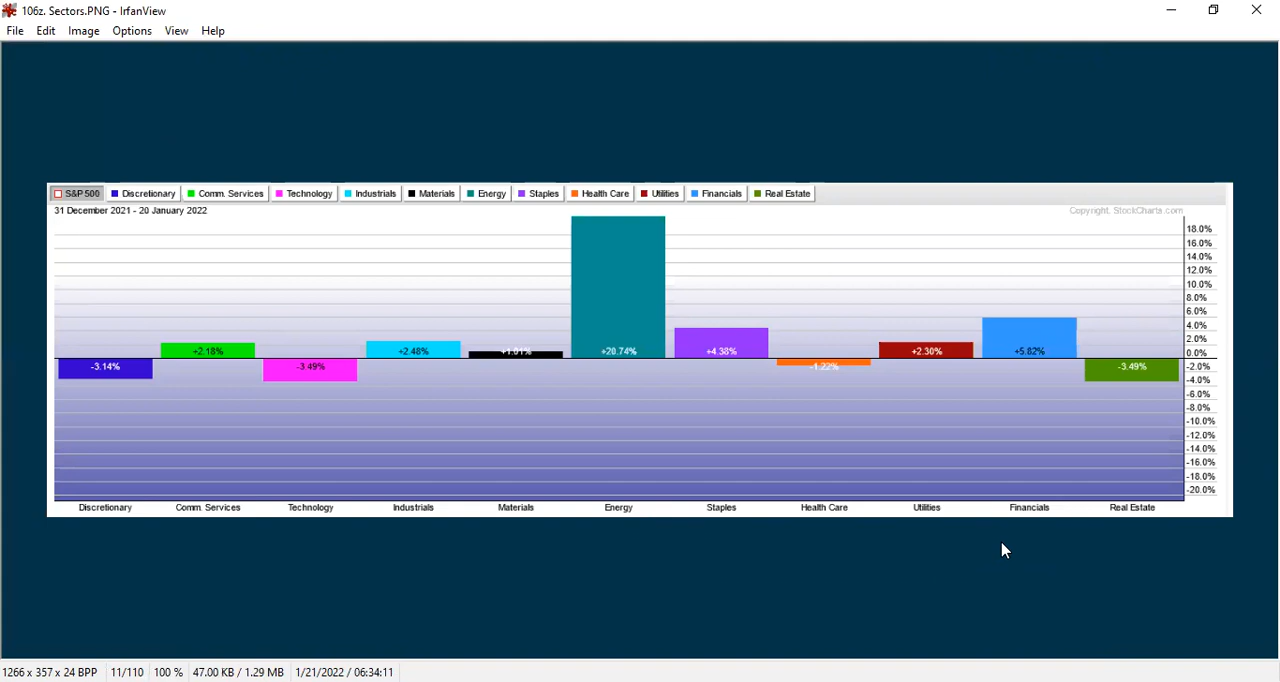 106z. Sectors.PNG - IrfanView
File Edit Image Options View Help
S&P 500 Discretionary Comm. Services Technology Industrials Materials Energy Staples Health Care Utilities Financials Real Estate
31 December 2021 - 20 January 2022
Copyright, StockCharts.com
18.0%
16.0%
14.0%
12.0%
10.0%
8.0%
6.0%
4.0%
2.0%
0.0%
-2.0%
-4.0%
-6.0%
-8.0%
-10.0%
-12.0%
-14.0%
-16.0%
-18.0%
-20.0%
-3.14% +2.18% -3.49% +2.48% +1.01% +20.74% +4.38% -1.22% +2.30% +5.82% -3.49%
Discretionary Comm. Services Technology Industrials Materials Energy Staples Health Care Utilities Financials Real Estate
1266 x 357 x 24 BPP 11/110 100 % 47.00 KB / 1.29 MB 1/21/2022 / 06:34:11